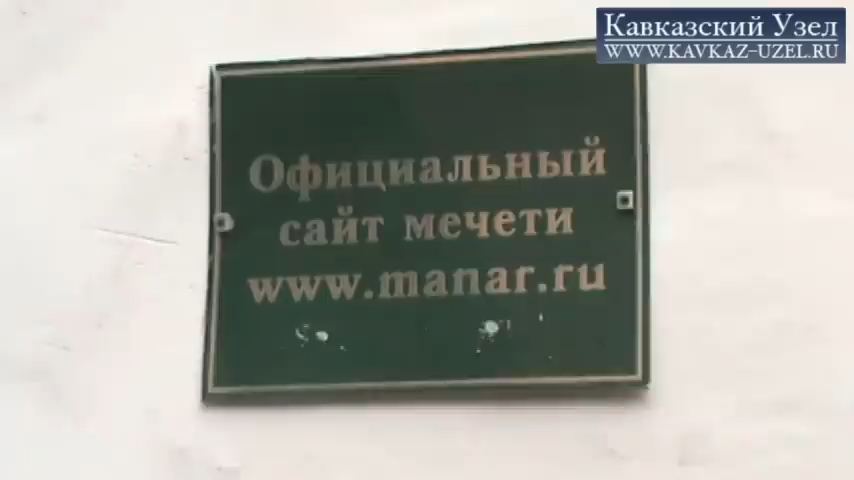 Кавказский Узел
WWW.KAVKAZ-UZEL.RU
Официальный
сайт мечети
www.manar.ru